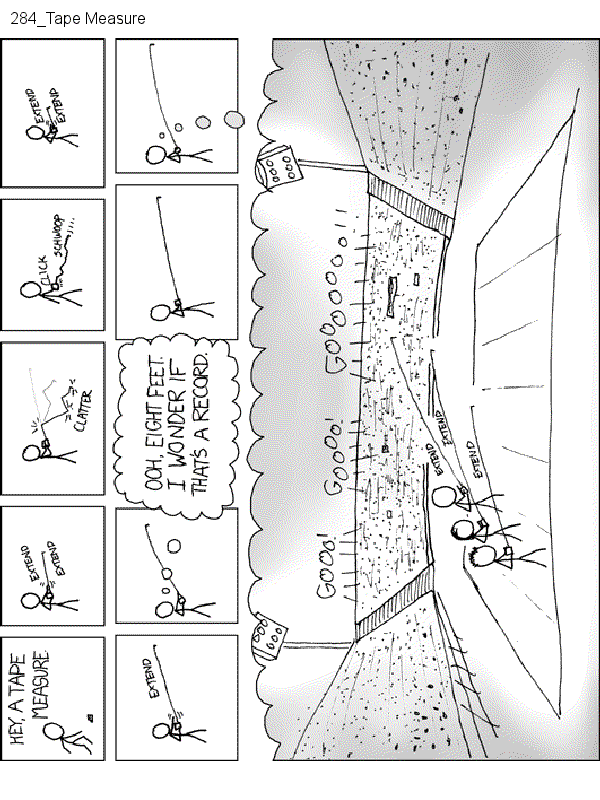 284_Tape Measure
HEY, A TAPE
MEASURE
EXTEND
EXTEND
CLATTER
CLICK
SCHWOOP
EXTEND
EXTEND
EXTEND
OOH, EIGHT FEET.
I WONDER IF
THAT'S A RECORD.
GOOO!
GOOOO!
GOOOOOOOO!!
EXTEND
EXTEND
EXTEND